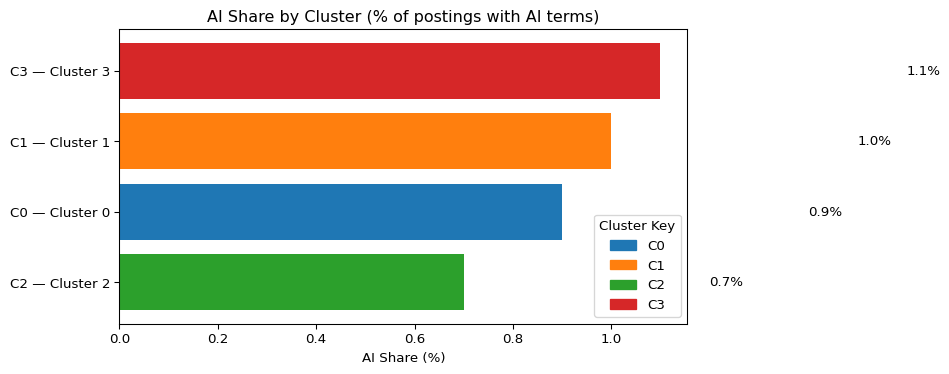 AI Share by Cluster (% of postings with AI terms)
C3 — Cluster 3
1.1%
C1 — Cluster 1
1.0%
C0 — Cluster 0
0.9%
C2 — Cluster 2
0.7%
Cluster Key
C0
C1
C2
C3
0.0 0.2 0.4 0.6 0.8 1.0
AI Share (%)